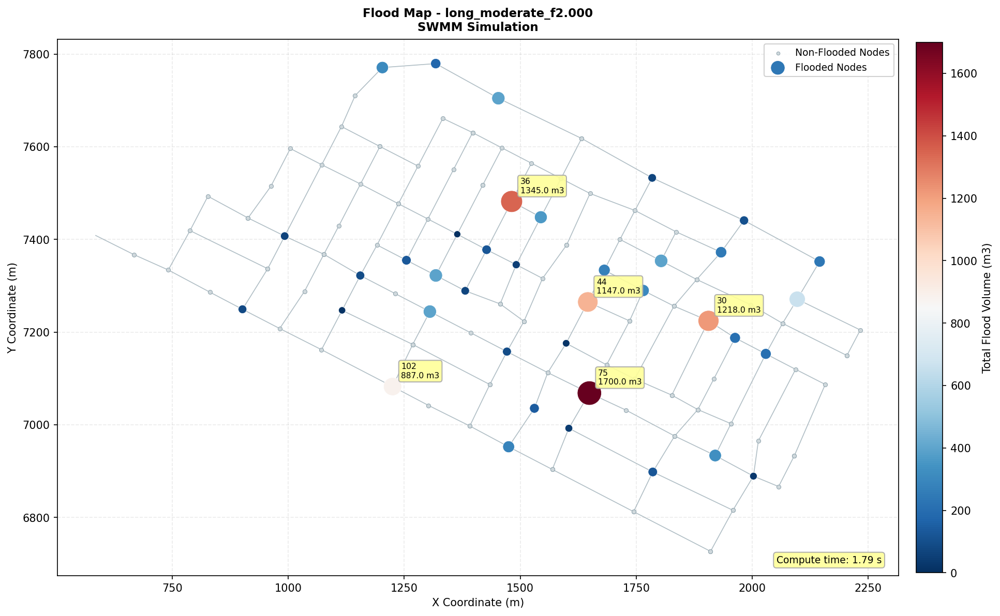 Flood Map - long_moderate_f2.000
SWMM Simulation
Non-Flooded Nodes
Flooded Nodes
7800
7600
7400
7200
7000
6800
Y Coordinate (m)
36
1345.0 m3
44
1147.0 m3
30
1218.0 m3
102
887.0 m3
75
1700.0 m3
Compute time: 1.79 s
750
1000
1250
1500
1750
2000
2250
X Coordinate (m)
1600
1400
1200
1000
800
600
400
200
0
Total Flood Volume (m3)